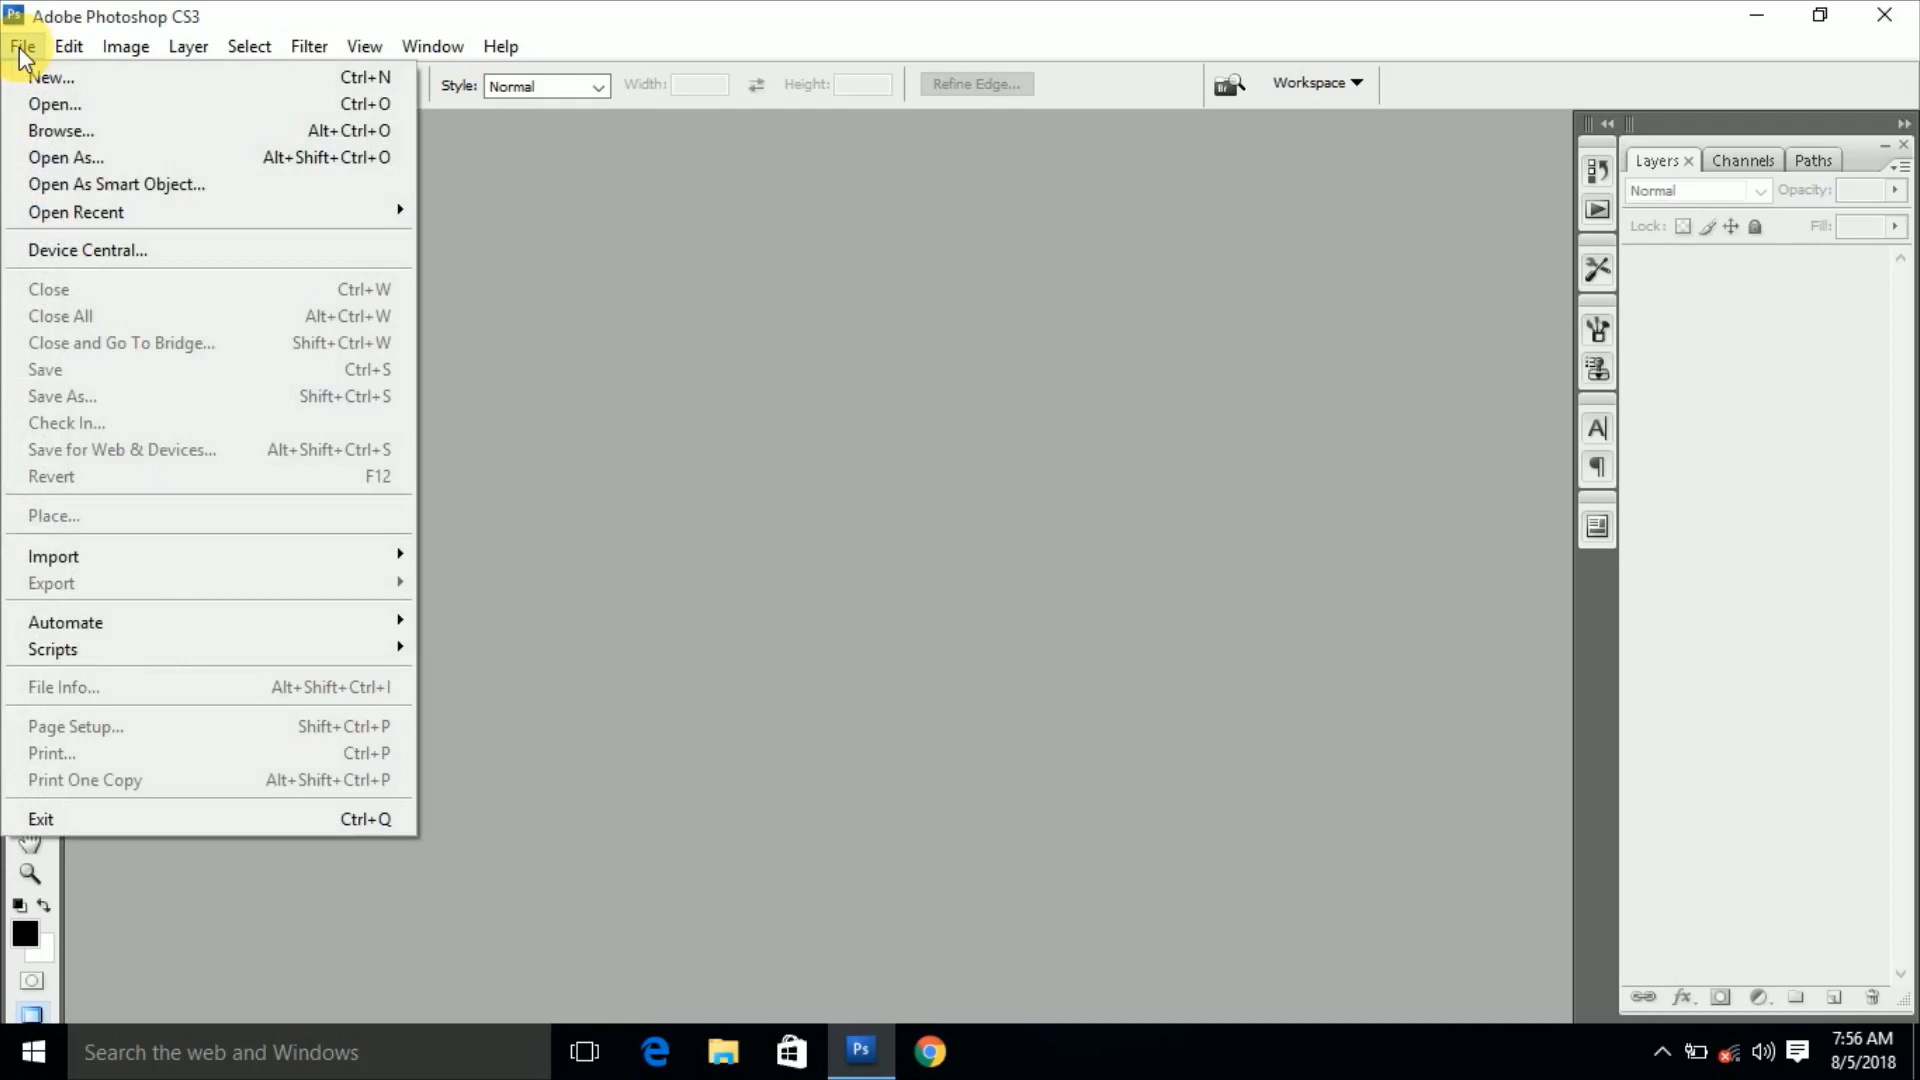 Ps Adobe Photoshop CS3
File Edit Image Layer Select Filter View Window Help
Style: Normal Width: Height: Refine Edge... Br Workspace
New... Ctrl+N
Open... Ctrl+O
Browse... Alt+Ctrl+O
Open As... Alt+Shift+Ctrl+O
Open As Smart Object...
Open Recent
Device Central...
Close Ctrl+W
Close All Alt+Ctrl+W
Close and Go To Bridge... Shift+Ctrl+W
Save Ctrl+S
Save As... Shift+Ctrl+S
Check In...
Save for Web & Devices... Alt+Shift+Ctrl+S
Revert F12
Place...
Import
Export
Automate
Scripts
File Info... Alt+Shift+Ctrl+I
Page Setup... Shift+Ctrl+P
Print... Ctrl+P
Print One Copy Alt+Shift+Ctrl+P
Exit Ctrl+Q
Layers Channels Paths
Normal Opacity:
Lock: Fill:
Search the web and Windows
Ps
7:56 AM
8/5/2018